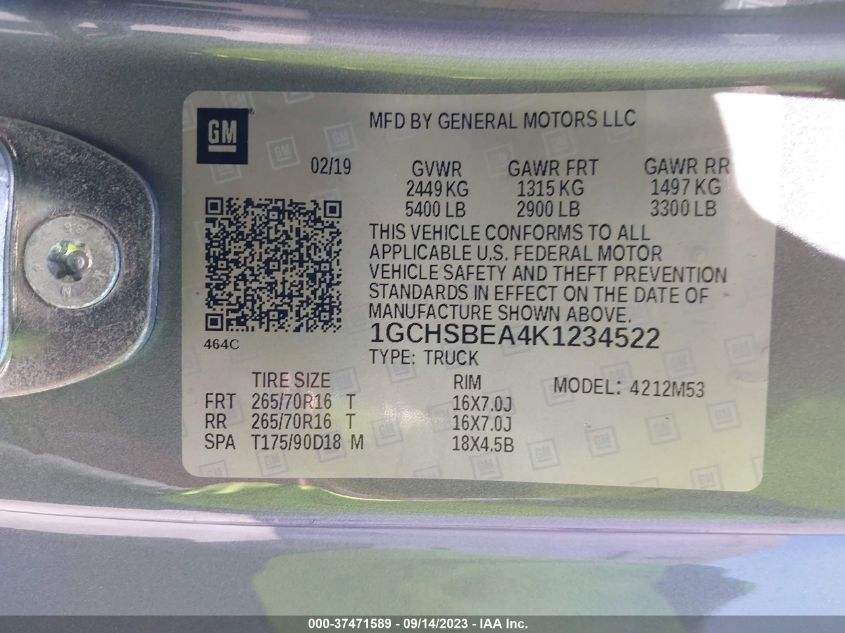 GM
MFD BY GENERAL MOTORS LLC
02/19 GVWR GAWR FRT GAWR RR
2449 KG 1315 KG 1497 KG
5400 LB 2900 LB 3300 LB
THIS VEHICLE CONFORMS TO ALL
APPLICABLE U.S. FEDERAL MOTOR
VEHICLE SAFETY AND THEFT PREVENTION
STANDARDS IN EFFECT ON THE DATE OF
MANUFACTURE SHOWN ABOVE.
464C
1GCHSBEA4K1234522
TYPE: TRUCK
TIRE SIZE RIM MODEL: 4212M53
FRT 265/70R16 T 16X7.0J
RR 265/70R16 T 16X7.0J
SPA T175/90D18 M 18X4.5B
000-37471589 - 09/14/2023 - IAA Inc.